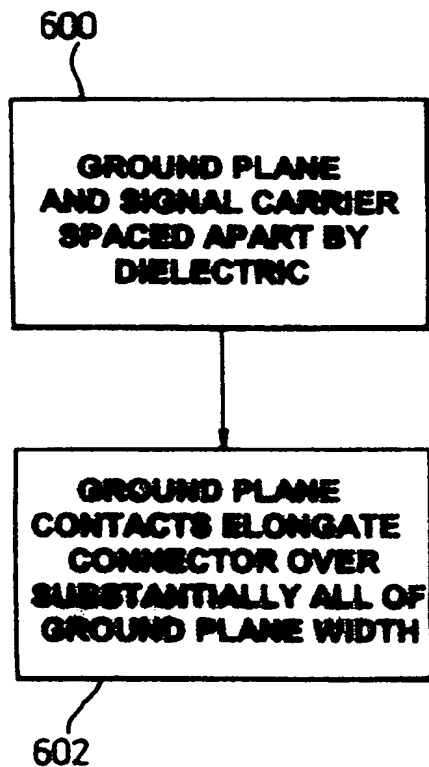 600
GROUND PLANE
AND SIGNAL CARRIER
SPACED APART BY
DIELECTRIC
GROUND PLANE
CONTACTS ELONGATE
CONNECTOR OVER
SUBSTANTIALLY ALL OF
GROUND PLANE WIDTH
602